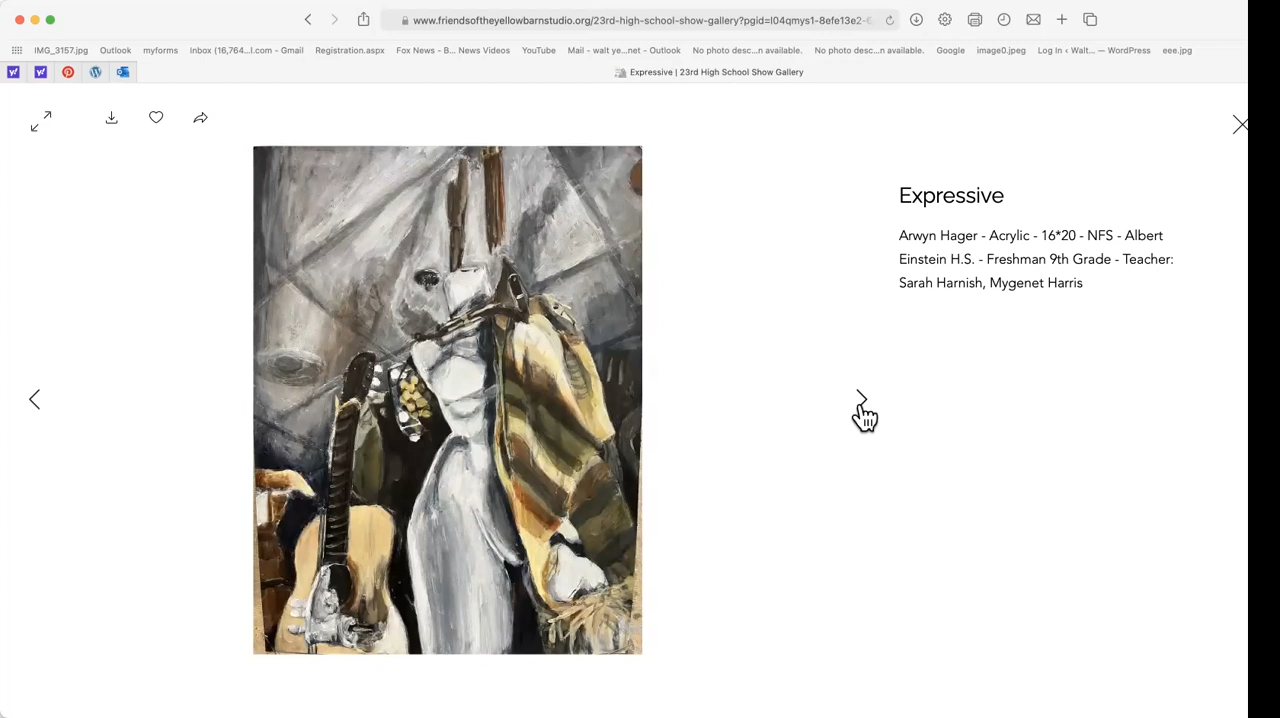 www.friendsoftheyellowbarnstudio.org/23rd-high-school-show-gallery?pgid=l04qmys1-8efe13e2-6
IMG_3157.jpg Outlook myforms Inbox (16,764...l.com - Gmail Registration.aspx Fox News - B... News Videos YouTube Mail - walt ye...net - Outlook No photo desc...n available. No photo desc...n available. Google image0.jpeg Log In ‹ Walt... — WordPress eee.jpg
Expressive | 23rd High School Show Gallery
Expressive
Arwyn Hager - Acrylic - 16*20 - NFS - Albert
Einstein H.S. - Freshman 9th Grade - Teacher:
Sarah Harnish, Mygenet Harris